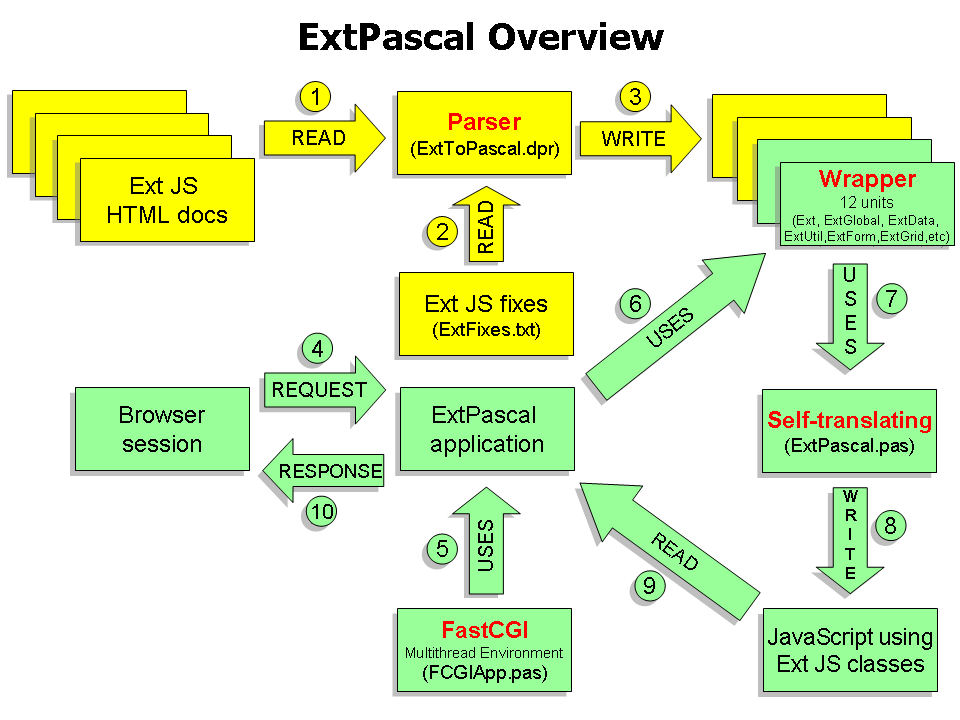 ExtPascal Overview
1
READ
Parser
(ExtToPascal.dpr)
3
WRITE
Ext JS
HTML docs
Wrapper
12 units
(Ext, ExtGlobal, ExtData,
ExtUtil,ExtForm,ExtGrid,etc)
2
READ
Ext JS fixes
(ExtFixes.txt)
6
USES
7
USES
4
REQUEST
Browser
session
ExtPascal
application
RESPONSE
10
Self-translating
(ExtPascal.pas)
5
USES
READ
9
8
WRITE
FastCGI
Multithread Environment
(FCGIApp.pas)
JavaScript using
Ext JS classes